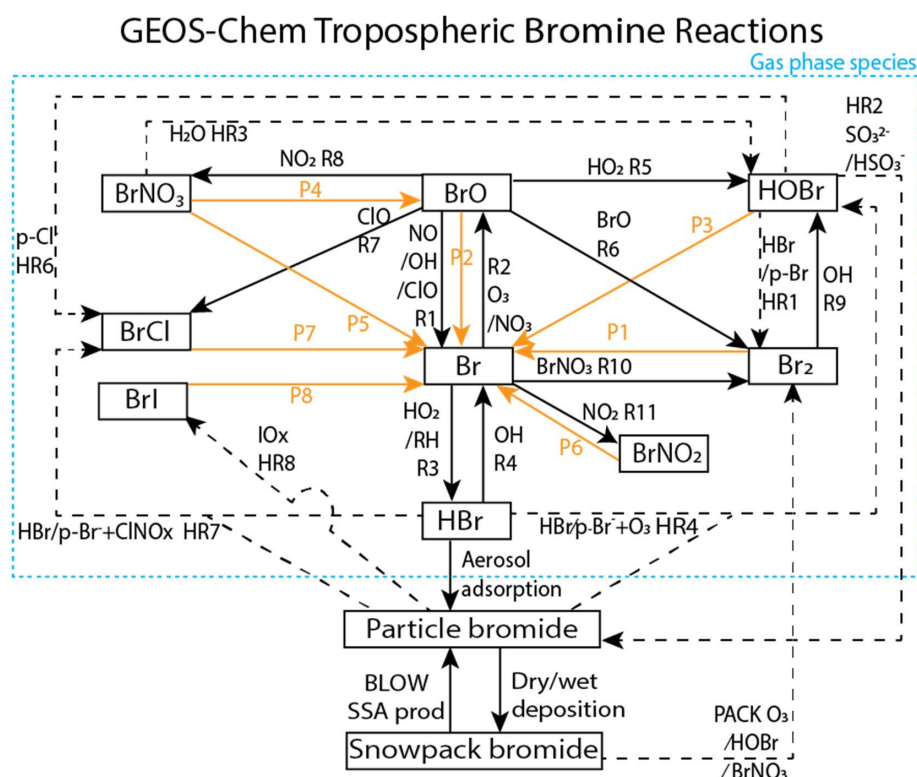 GEOS-Chem Tropospheric Bromine Reactions
Gas phase species
HR2
SO₃²⁻
/HSO₃⁻
H₂O HR3
NO₂ R8
HO₂ R5
BrNO₃
P4
BrO
HOBr
ClO
R7
NO
/OH
/ClO
R1
P2
R2
O₃
/NO₃
BrO
R6
P3
HBr
/p-Br
HR1
OH
R9
p-Cl⁻
HR6
BrCl
P7
P5
Br
P1
Br₂
BrNO₃ R10
BrI
P8
HO₂
/RH
R3
OH
R4
NO₂ R11
P6
BrNO₂
IOx
HR8
HBr
HBr/p-Br⁻+ClNOx HR7
HBr/p-Br⁻+O₃ HR4
Aerosol
adsorption
Particle bromide
BLOW
SSA prod
Dry/wet
deposition
PACK O₃
/HOBr
/BrNO₃
Snowpack bromide